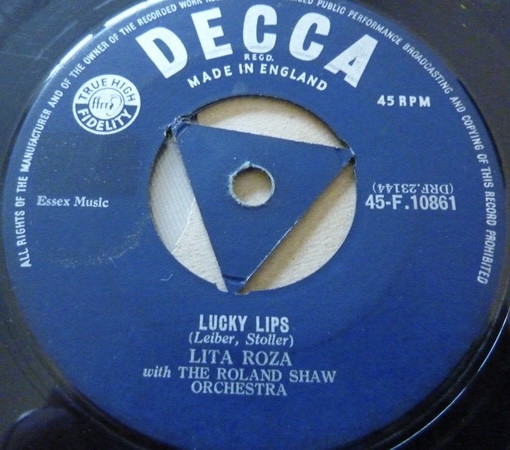 ALL RIGHTS OF THE MANUFACTURER AND OF THE OWNER OF THE RECORDED WORK
PUBLIC PERFORMANCE BROADCASTING AND COPYING OF THIS RECORD PROHIBITED
DECCA
REGD.
MADE IN ENGLAND
TRUE HIGH
ffrr
FIDELITY
45 RPM
Essex Music
(DRF.23144)
45-F.10861
LUCKY LIPS
(Leiber, Stoller)
LITA ROZA
with THE ROLAND SHAW
ORCHESTRA